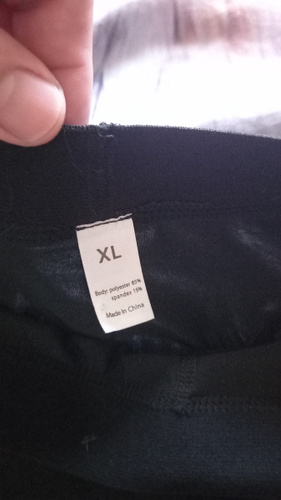 XL
Body: polyester 85%
spandex 15%
Made In China